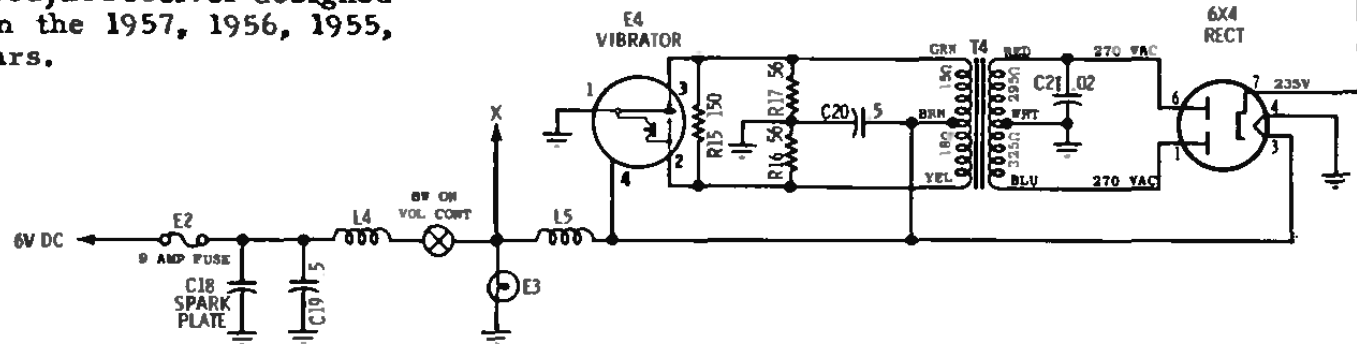 n the 1957, 1956, 1955,
E4
VIBRATOR
6X4
RECT
GRN
T4
RED
270 VAC
1
3
2
4
R15 150
R17 56
R16 56
C20
5
BRN
YEL
WHT
BLU
C21 .02
295Ω
325Ω
270 VAC
6
7
235V
4
3
1
X
6V DC
E2
9 AMP FUSE
L4
SW ON
VOL CONT
L5
C18
SPARK
PLATE
C19
5
E3